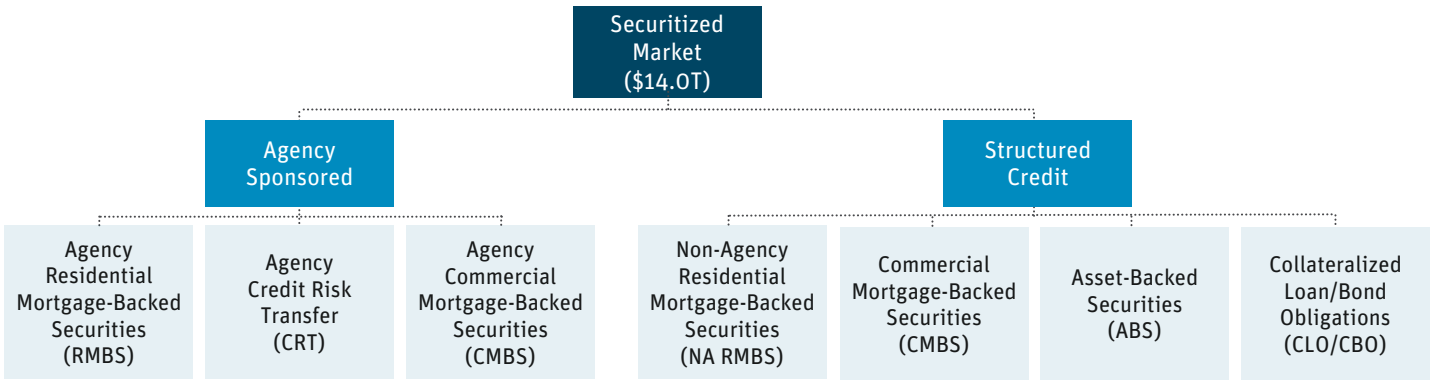 Securitized
Market
($14.0T)
Agency
Sponsored
Structured
Credit
Agency
Residential
Mortgage-Backed
Securities
(RMBS)
Agency
Credit Risk
Transfer
(CRT)
Agency
Commercial
Mortgage-Backed
Securities
(CMBS)
Non-Agency
Residential
Mortgage-Backed
Securities
(NA RMBS)
Commercial
Mortgage-Backed
Securities
(CMBS)
Asset-Backed
Securities
(ABS)
Collateralized
Loan/Bond
Obligations
(CLO/CBO)